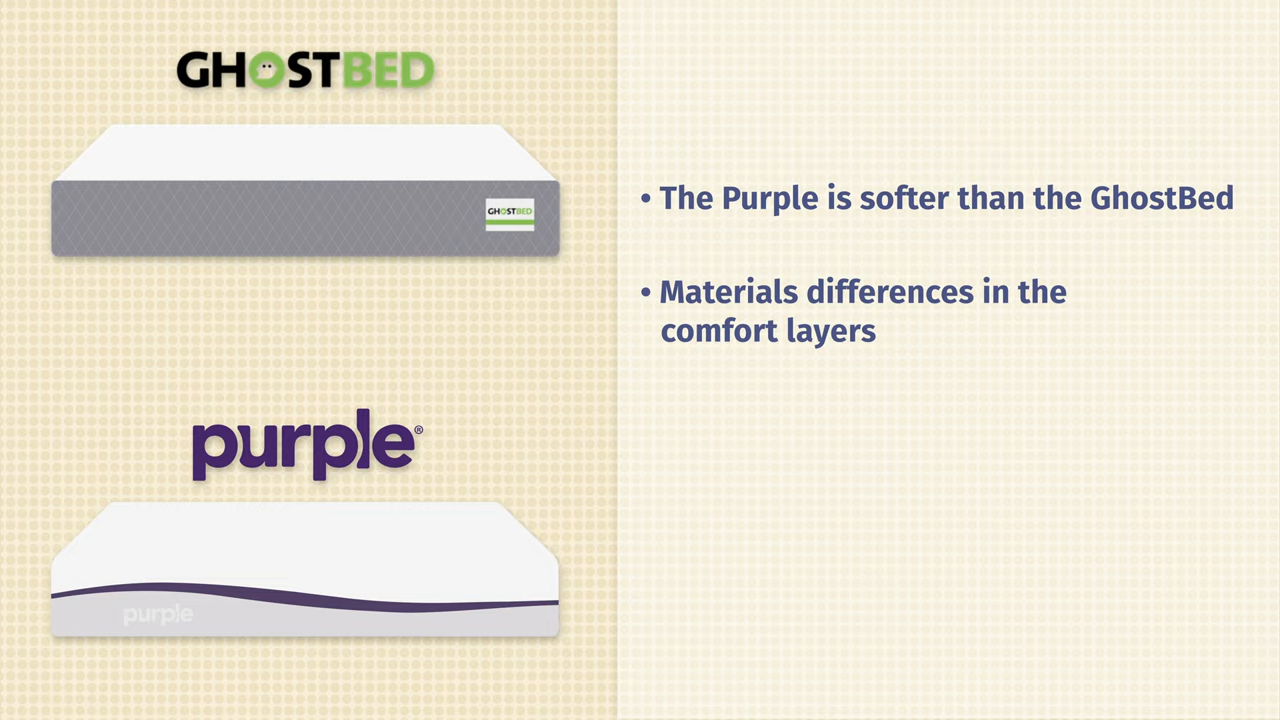 GHOSTBED
GHOSTBED
• The Purple is softer than the GhostBed
• Materials differences in the
comfort layers
purple®
purple